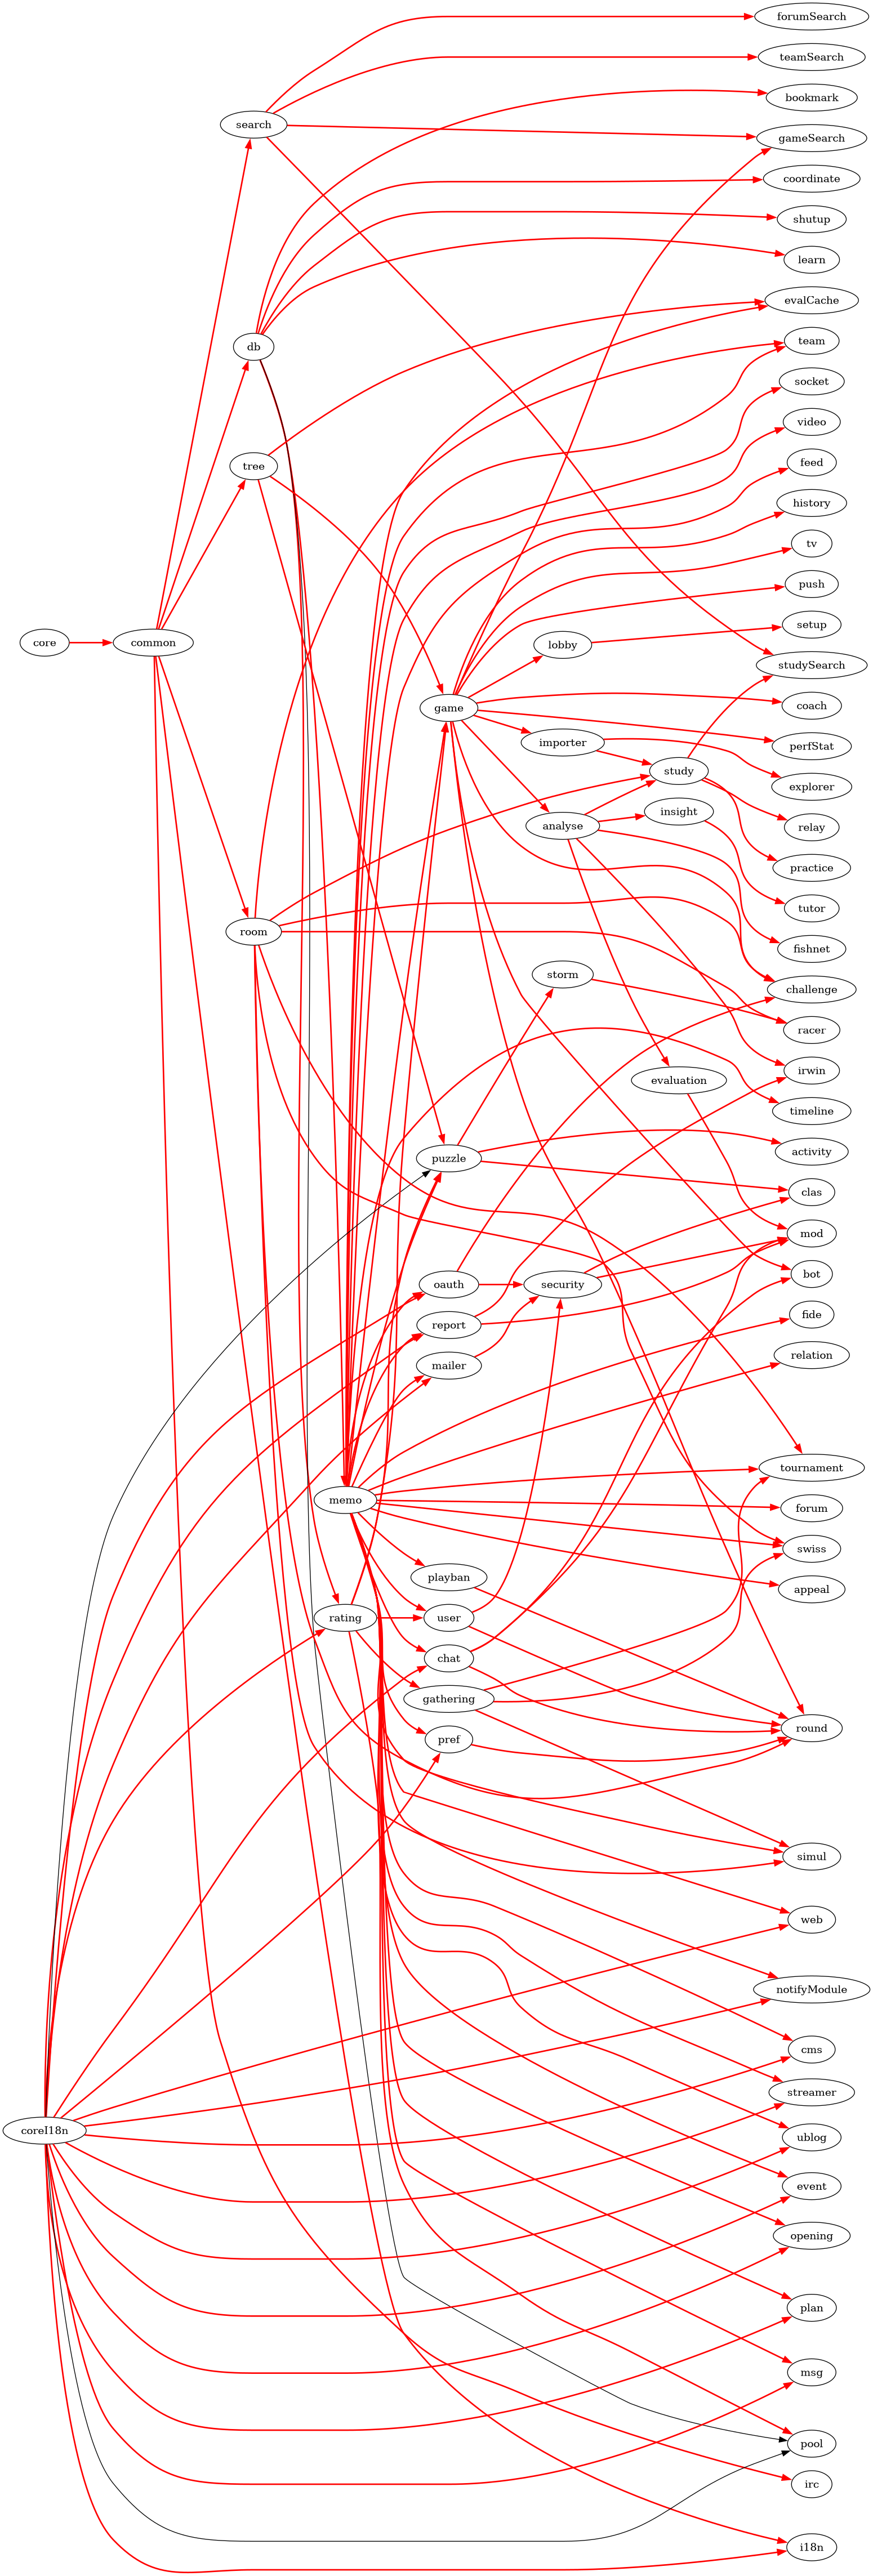 forumSearch
teamSearch
bookmark
search
gameSearch
coordinate
shutup
learn
evalCache
team
db
socket
video
feed
tree
history
tv
push
setup
core
common
lobby
studySearch
coach
game
perfStat
importer
study
explorer
insight
relay
analyse
practice
tutor
room
fishnet
storm
challenge
racer
irwin
evaluation
timeline
activity
puzzle
clas
mod
bot
oauth
security
fide
report
relation
mailer
tournament
memo
forum
swiss
playban
appeal
rating
user
chat
gathering
round
pref
simul
web
notifyModule
cms
streamer
coreI18n
ublog
event
opening
plan
msg
pool
irc
i18n